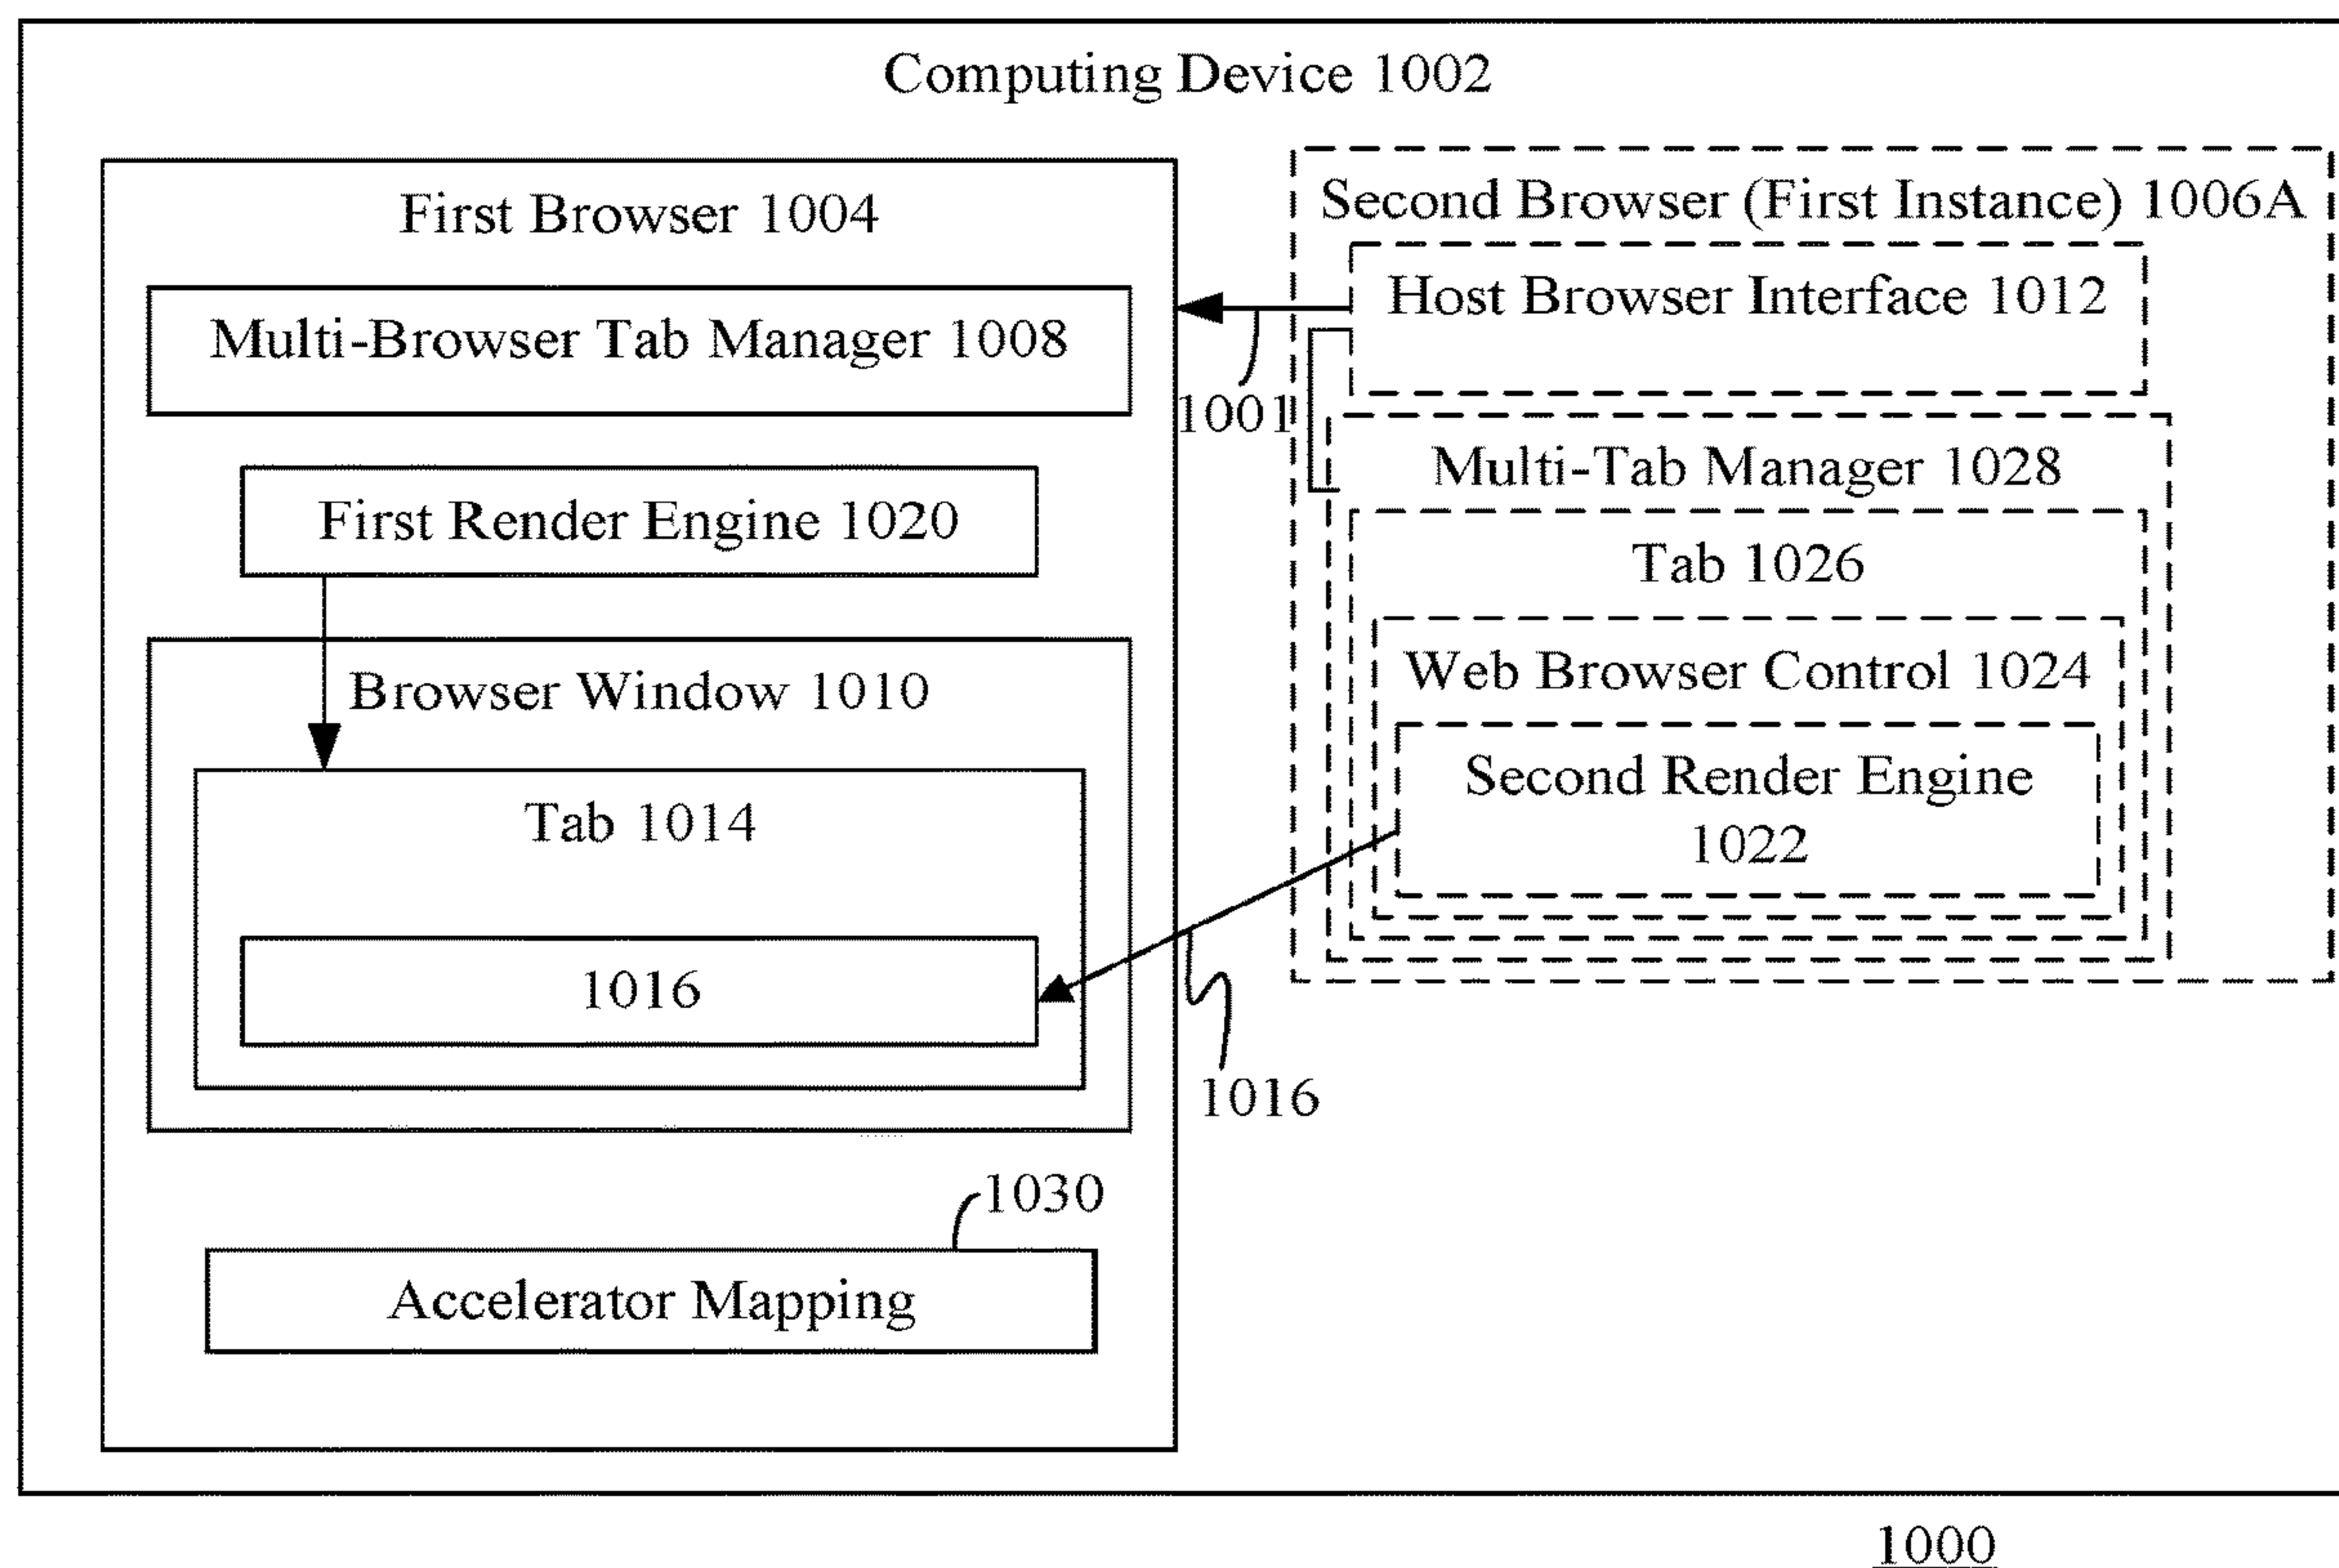 Computing Device 1002
First Browser 1004
Multi-Browser Tab Manager 1008
First Render Engine 1020
Browser Window 1010
Tab 1014
1016
1030
Accelerator Mapping
1001
Second Browser (First Instance) 1006A
Host Browser Interface 1012
Multi-Tab Manager 1028
Tab 1026
Web Browser Control 1024
Second Render Engine
1022
1016
1000